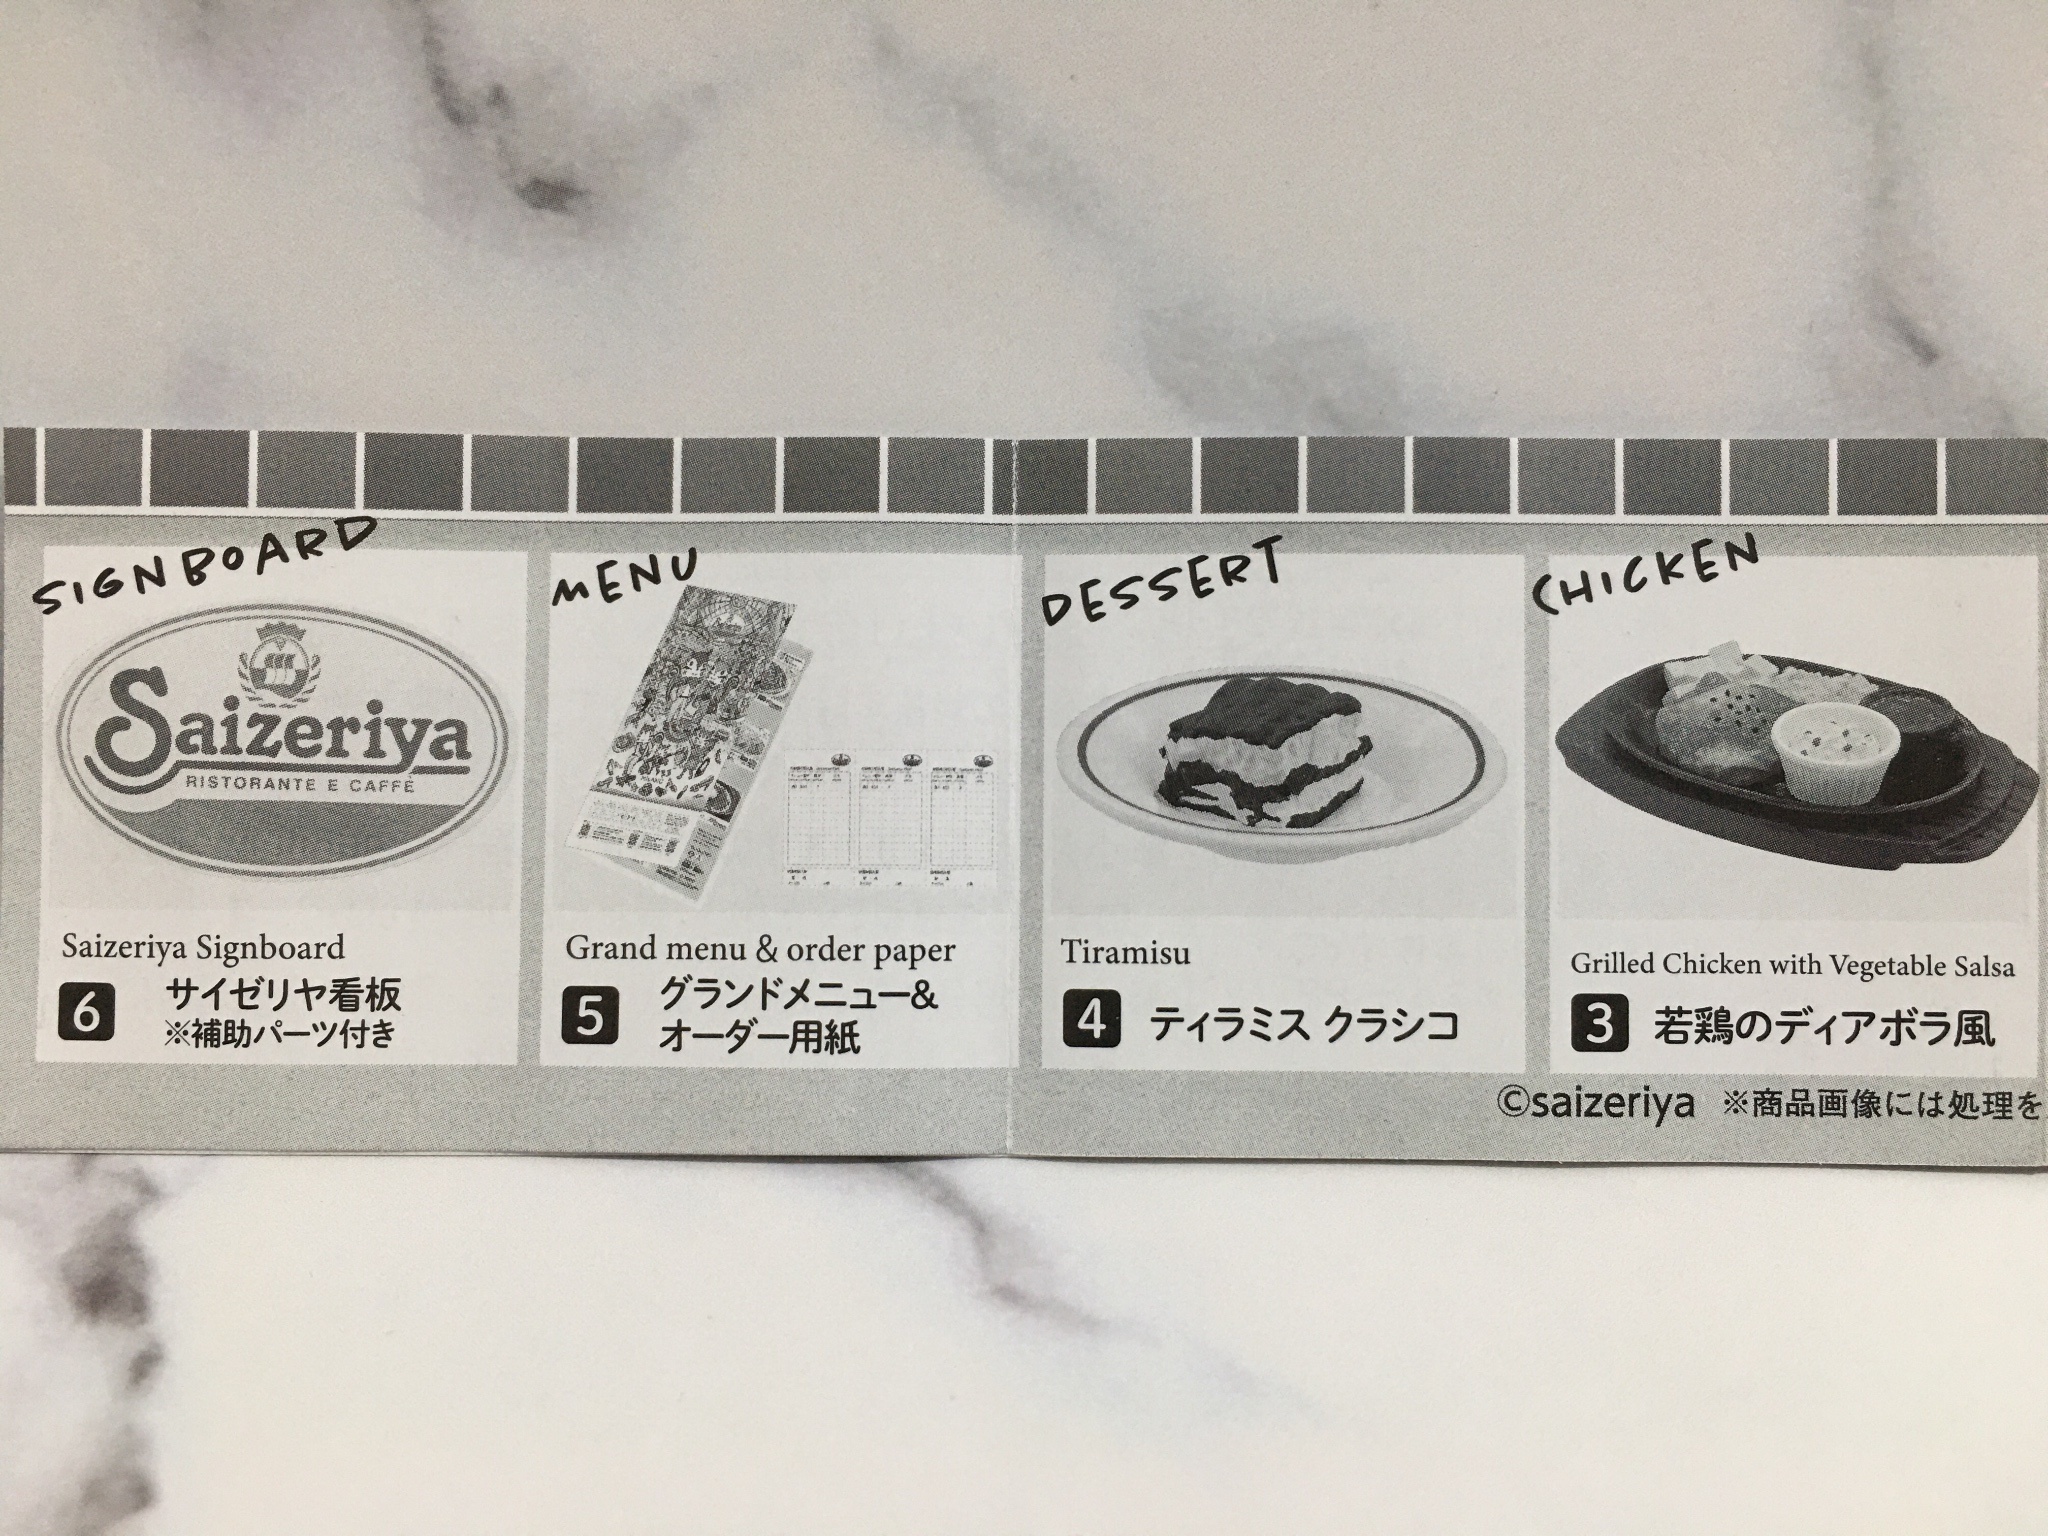 SIGNBOARD
Saizeriya
RISTORANTE E CAFFÈ
Saizeriya Signboard
6
サイゼリヤ看板
※補助パーツ付き
MENU
Grand menu & order paper
5
グランドメニュー&
オーダー用紙
DESSERT
Tiramisu
4
ティラミス クラシコ
CHICKEN
Grilled Chicken with Vegetable Salsa
3
若鶏のディアボラ風
©saizeriya ※商品画像には処理を